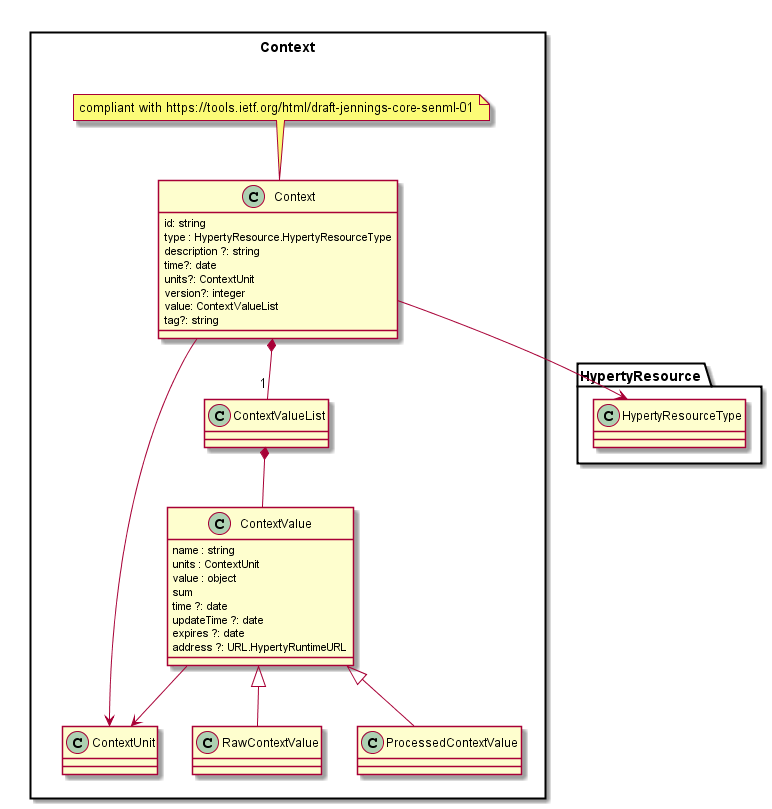 Context
compliant with https://tools.ietf.org/html/draft-jennings-core-senml-01
C Context
id: string
type : HypertyResource.HypertyResourceType
description ?: string
time?: date
units?: ContextUnit
version?: integer
value: ContextValueList
tag?: string
HypertyResource
C HypertyResourceType
1
C ContextValueList
C ContextValue
name : string
units : ContextUnit
value : object
sum
time ?: date
updateTime ?: date
expires ?: date
address ?: URL.HypertyRuntimeURL
C ContextUnit
C RawContextValue
C ProcessedContextValue